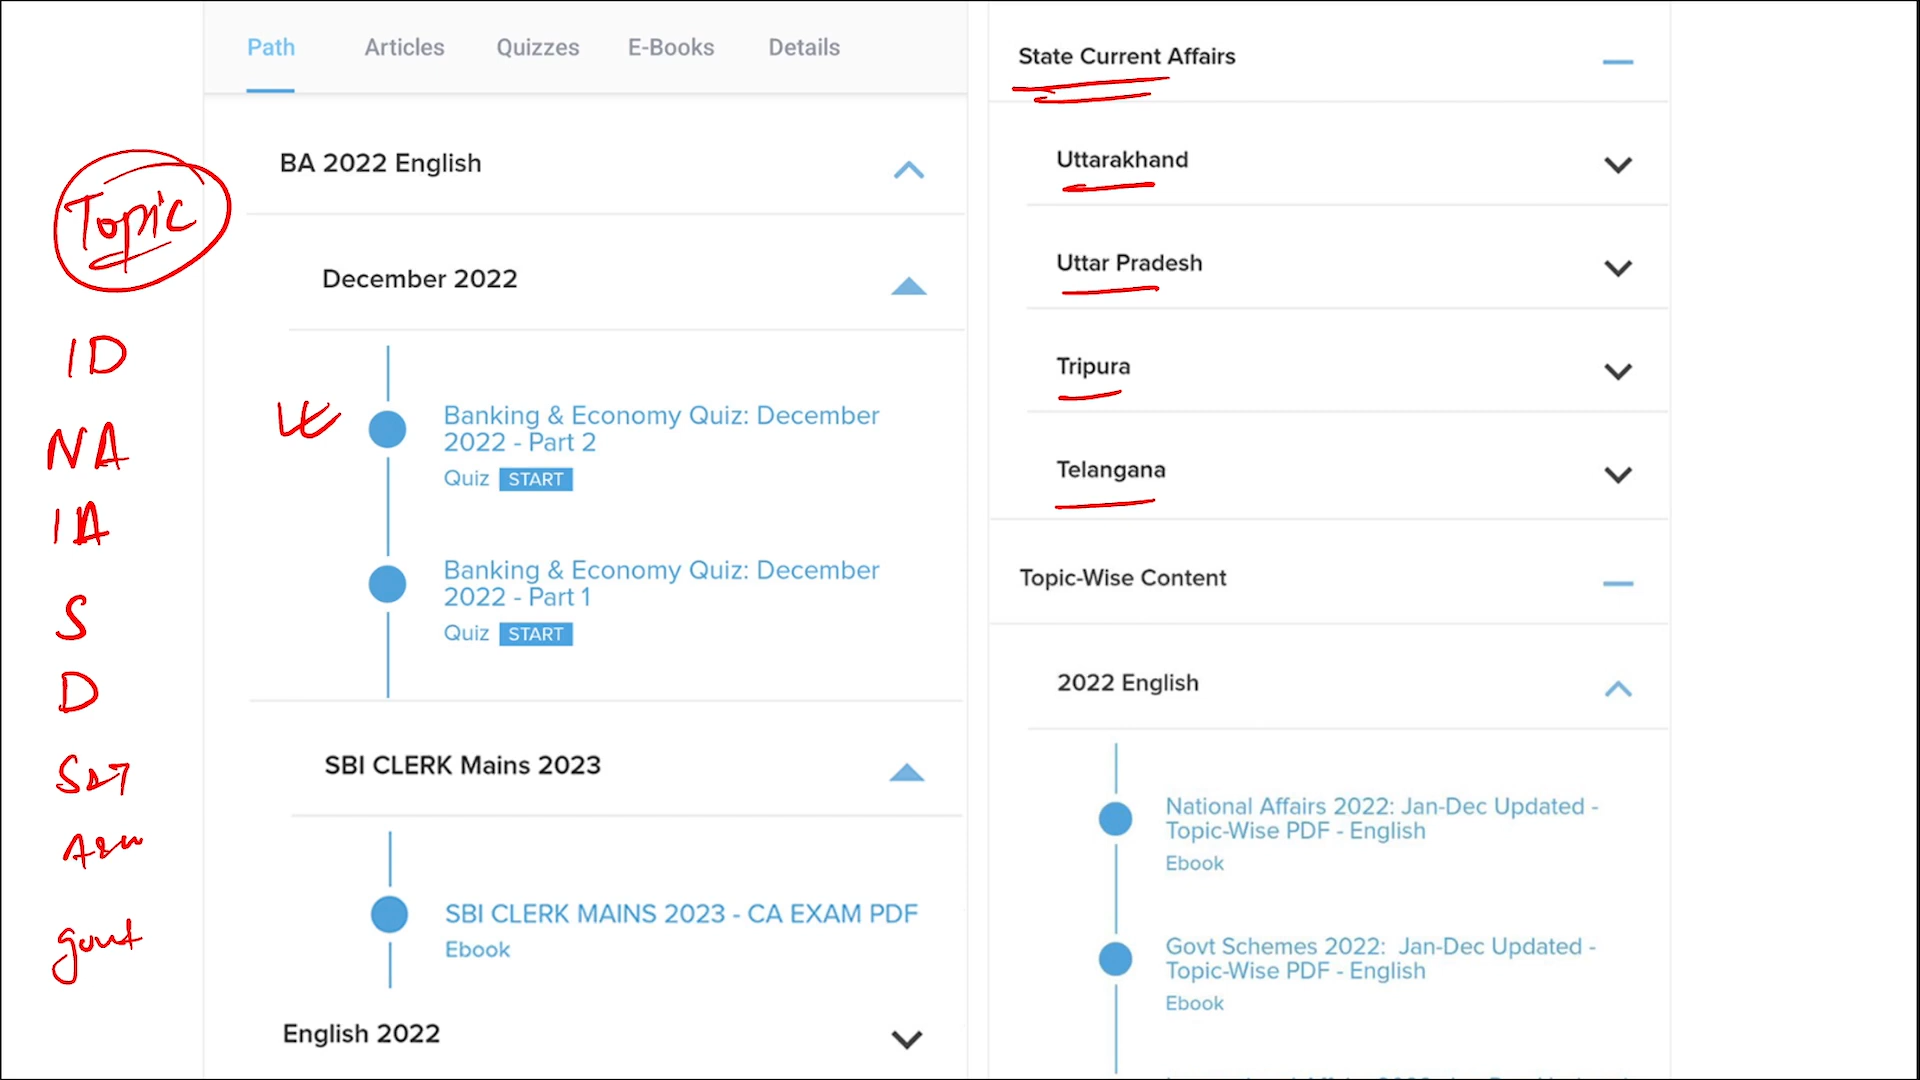 Path Articles Quizzes E-Books Details
BA 2022 English
December 2022
Banking & Economy Quiz: December
2022 - Part 2
Quiz START
Banking & Economy Quiz: December
2022 - Part 1
Quiz START
SBI CLERK Mains 2023
SBI CLERK MAINS 2023 - CA EXAM PDF
Ebook
English 2022
State Current Affairs
Uttarakhand
Uttar Pradesh
Tripura
Telangana
Topic-Wise Content
2022 English
National Affairs 2022: Jan-Dec Updated -
Topic-Wise PDF - English
Ebook
Govt Schemes 2022: Jan-Dec Updated -
Topic-Wise PDF - English
Ebook
Topic
ID
NA
IA
S
D
govt